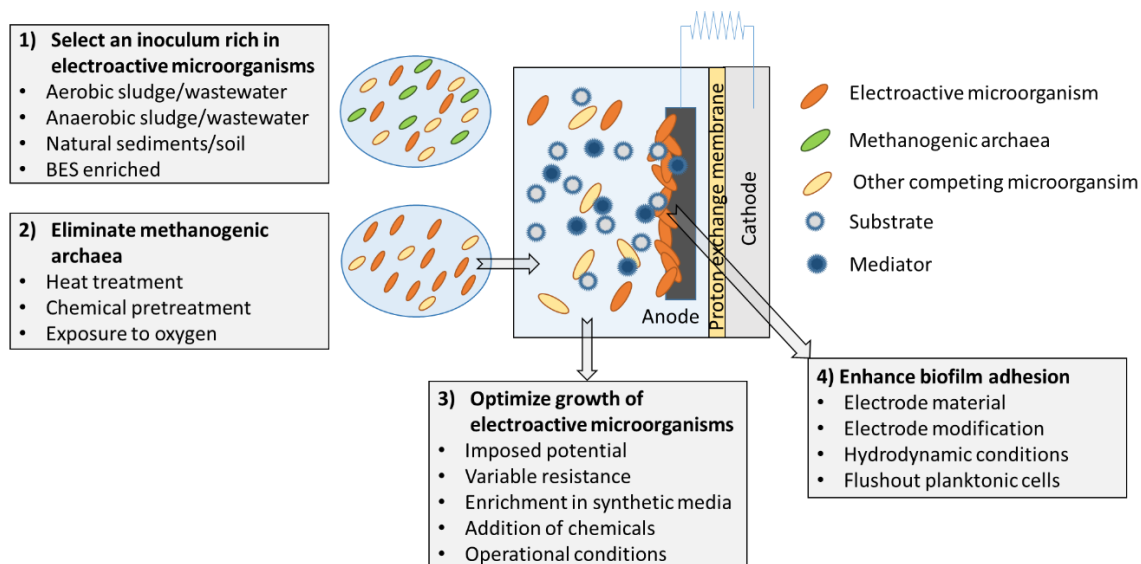 1) Select an inoculum rich in
electroactive microorganisms
• Aerobic sludge/wastewater
• Anaerobic sludge/wastewater
• Natural sediments/soil
• BES enriched
2) Eliminate methanogenic
archaea
• Heat treatment
• Chemical pretreatment
• Exposure to oxygen
Anode
Proton exchange membrane
Cathode
Electroactive microorganism
Methanogenic archaea
Other competing microorgansim
Substrate
Mediator
3) Optimize growth of
electroactive microorganisms
• Imposed potential
• Variable resistance
• Enrichment in synthetic media
• Addition of chemicals
• Operational conditions
4) Enhance biofilm adhesion
• Electrode material
• Electrode modification
• Hydrodynamic conditions
• Flushout planktonic cells